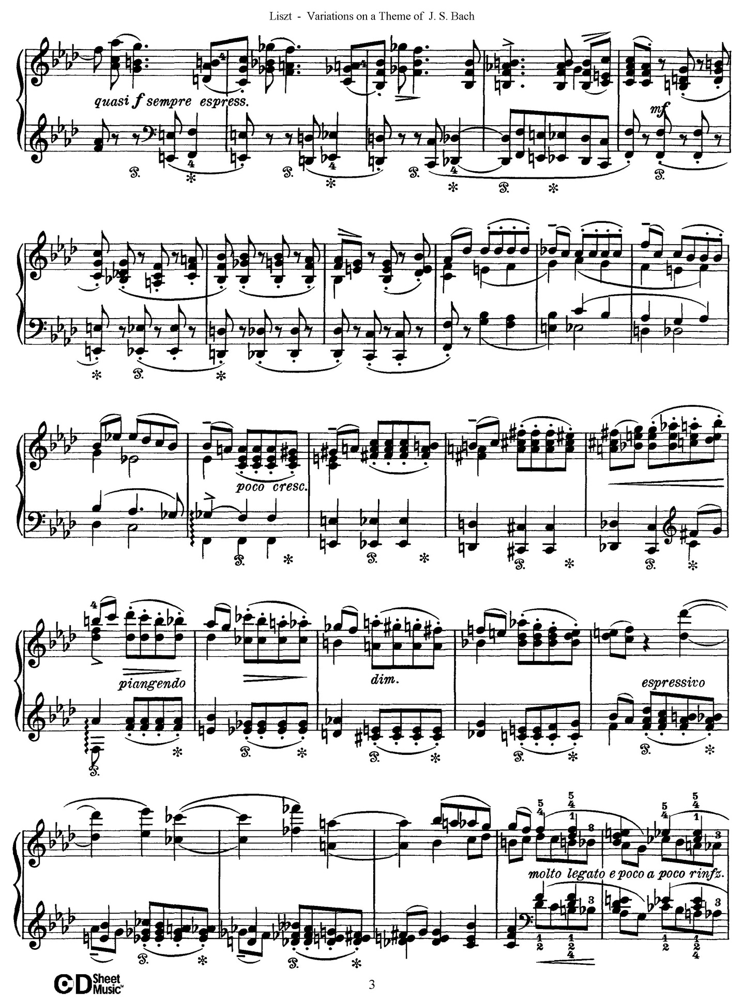 Liszt - Variations on a Theme of J. S. Bach
quasi f sempre espress.
mf
poco cresc.
piangendo
dim.
espressivo
molto legato e poco a poco rinfz.
CD Sheet Music™
3